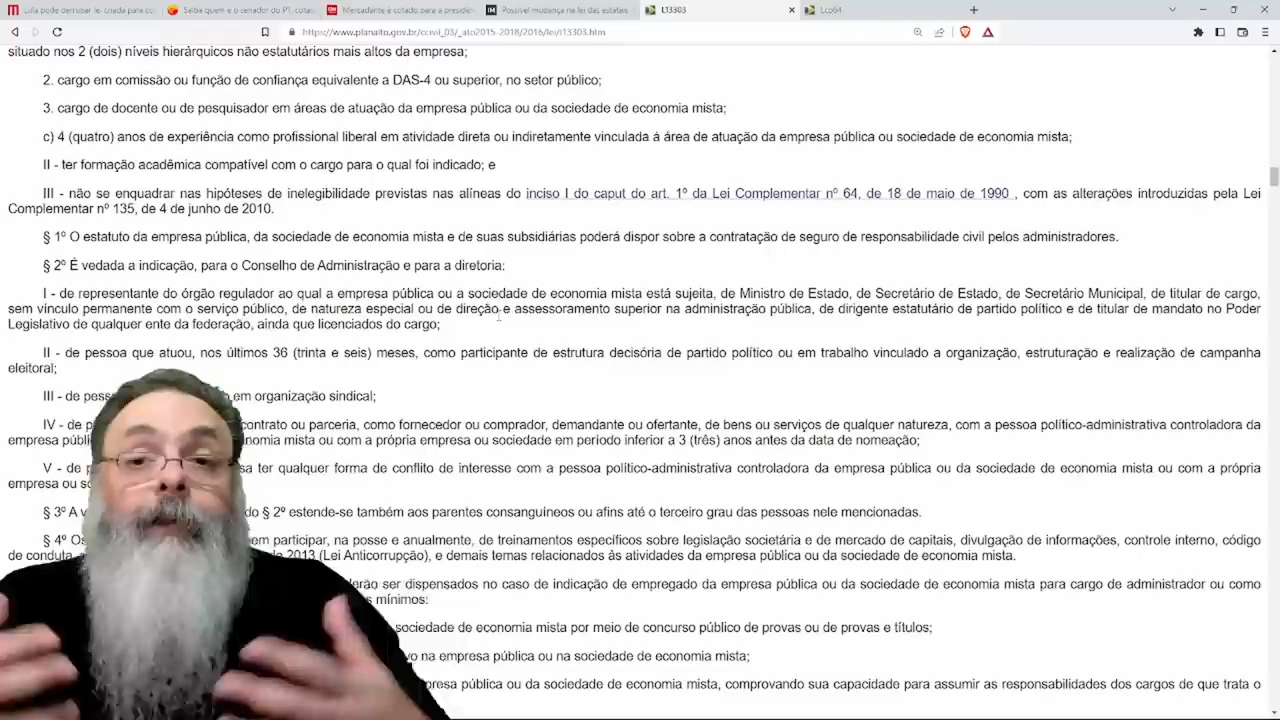 Lula pode derrubar lei criada para co
Saiba quem é o senador do PT, cotad
Mercadante é cotado para a presiden
Possível mudança na lei das estatais
L13303
Lcp64
https://www.planalto.gov.br/ccivil_03/_ato2015-2018/2016/lei/l13303.htm
situado nos 2 (dois) níveis hierárquicos não estatutários mais altos da empresa;
2. cargo em comissão ou função de confiança equivalente a DAS-4 ou superior, no setor público;
3. cargo de docente ou de pesquisador em áreas de atuação da empresa pública ou da sociedade de economia mista;
c) 4 (quatro) anos de experiência como profissional liberal em atividade direta ou indiretamente vinculada à área de atuação da empresa pública ou sociedade de economia mista;
II - ter formação acadêmica compatível com o cargo para o qual foi indicado; e
III - não se enquadrar nas hipóteses de inelegibilidade previstas nas alíneas do inciso I do caput do art. 1º da Lei Complementar nº 64, de 18 de maio de 1990 , com as alterações introduzidas pela Lei
Complementar nº 135, de 4 de junho de 2010.
§ 1º O estatuto da empresa pública, da sociedade de economia mista e de suas subsidiárias poderá dispor sobre a contratação de seguro de responsabilidade civil pelos administradores.
§ 2º É vedada a indicação, para o Conselho de Administração e para a diretoria:
I - de representante do órgão regulador ao qual a empresa pública ou a sociedade de economia mista está sujeita, de Ministro de Estado, de Secretário de Estado, de Secretário Municipal, de titular de cargo,
sem vínculo permanente com o serviço público, de natureza especial ou de direção e assessoramento superior na administração pública, de dirigente estatutário de partido político e de titular de mandato no Poder
Legislativo de qualquer ente da federação, ainda que licenciados do cargo;
II - de pessoa que atuou, nos últimos 36 (trinta e seis) meses, como participante de estrutura decisória de partido político ou em trabalho vinculado a organização, estruturação e realização de campanha
eleitoral;
III - de pess em organização sindical;
IV - de p contrato ou parceria, como fornecedor ou comprador, demandante ou ofertante, de bens ou serviços de qualquer natureza, com a pessoa político-administrativa controladora da
empresa públi nomia mista ou com a própria empresa ou sociedade em período inferior a 3 (três) anos antes da data de nomeação;
V - de p sa ter qualquer forma de conflito de interesse com a pessoa político-administrativa controladora da empresa pública ou da sociedade de economia mista ou com a própria
empresa ou so
§ 3º A v do § 2º estende-se também aos parentes consanguíneos ou afins até o terceiro grau das pessoas nele mencionadas.
§ 4º Os em participar, na posse e anualmente, de treinamentos específicos sobre legislação societária e de mercado de capitais, divulgação de informações, controle interno, código
de conduta, de 2013 (Lei Anticorrupção), e demais temas relacionados às atividades da empresa pública ou da sociedade de economia mista.
erão ser dispensados no caso de indicação de empregado da empresa pública ou da sociedade de economia mista para cargo de administrador ou como
s mínimos:
sociedade de economia mista por meio de concurso público de provas ou de provas e títulos;
vo na empresa pública ou na sociedade de economia mista;
presa pública ou da sociedade de economia mista, comprovando sua capacidade para assumir as responsabilidades dos cargos de que trata o